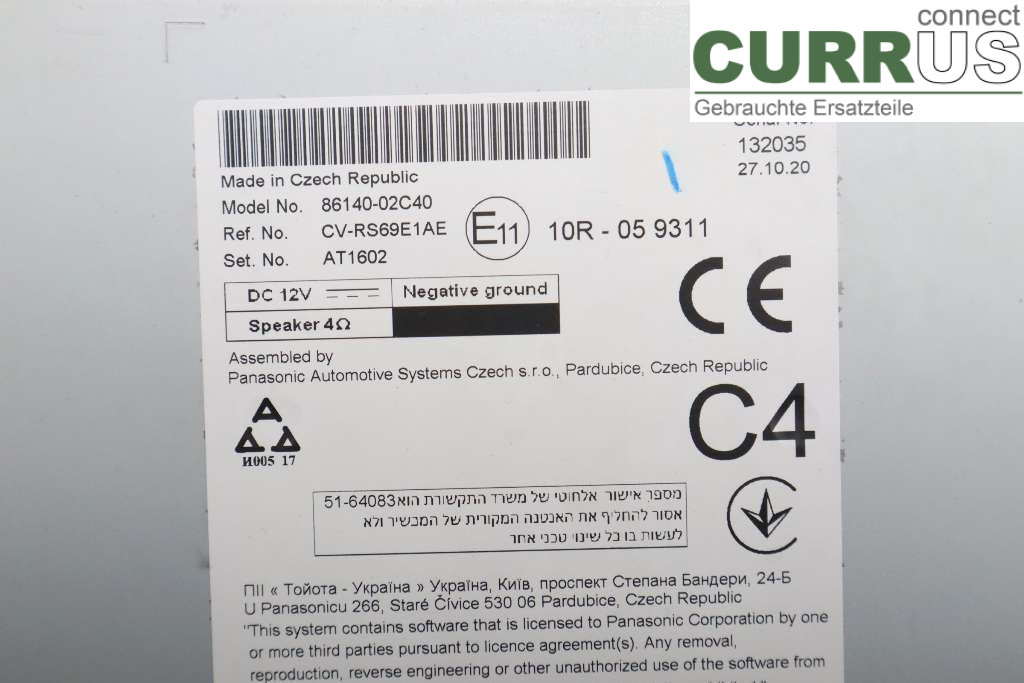 connect
CURRUS
Gebrauchte Ersatzteile
Serial No.
132035
27.10.20
Made in Czech Republic
Model No. 86140-02C40
Ref. No. CV-RS69E1AE
Set. No. AT1602
E11 10R - 05 9311
DC 12V Negative ground
Speaker 4Ω
CE
Assembled by
Panasonic Automotive Systems Czech s.r.o., Pardubice, Czech Republic
C4
И005 17
מספר אישור אלחוטי של משרד התקשורת הוא 51-64083
אסור להחליף את האנטנה המקורית של המכשיר ולא
לעשות בו כל שינוי טכני אחר
ПІІ « Тойота - Україна » Україна, Київ, проспект Степана Бандери, 24-Б
U Panasonicu 266, Staré Čívice 530 06 Pardubice, Czech Republic
"This system contains software that is licensed to Panasonic Corporation by one
or more third parties pursuant to licence agreement(s). Any removal,
reproduction, reverse engineering or other unauthorized use of the software from